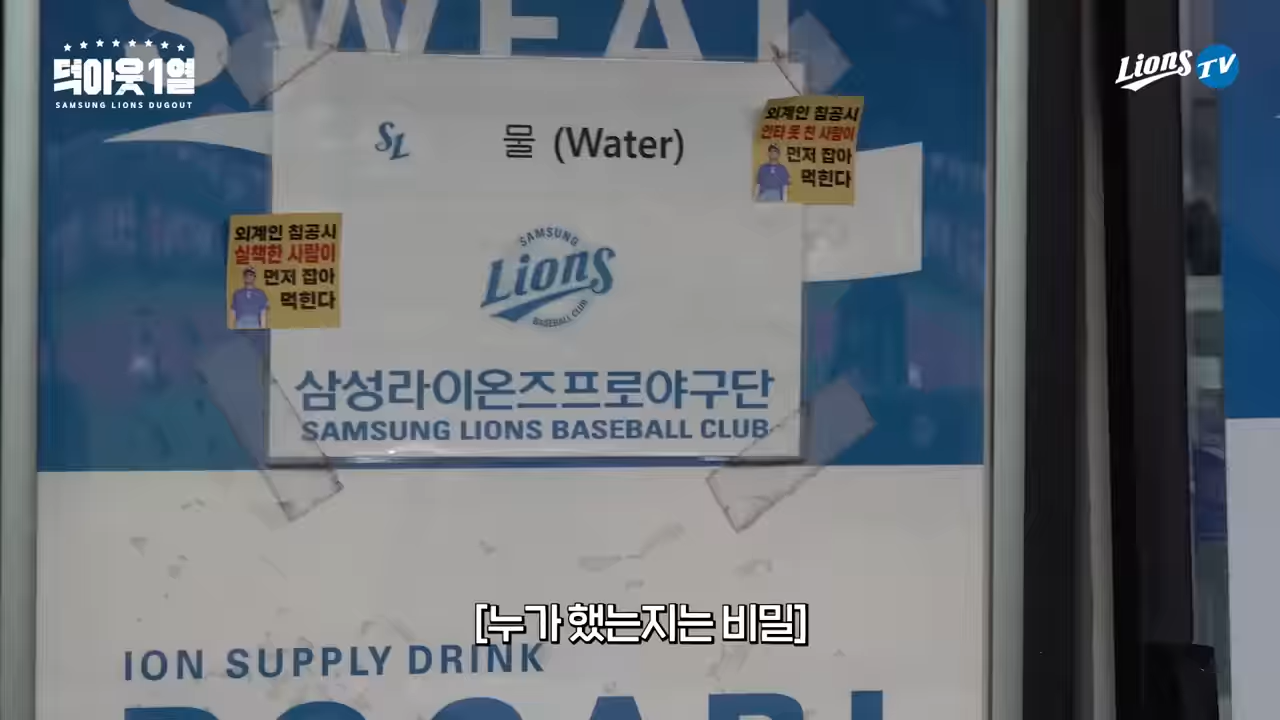 SWEAT
덕아웃1열
SAMSUNG LIONS DUGOUT
Lions TV
SL
물 (Water)
외계인 침공시
안타 못 친 사람이
먼저 잡아
먹힌다
외계인 침공시
실책한 사람이
먼저 잡아
먹힌다
SAMSUNG
Lions
BASEBALL CLUB
삼성라이온즈프로야구단
SAMSUNG LIONS BASEBALL CLUB
[누가 했는지는 비밀]
ION SUPPLY DRINK
POCARI